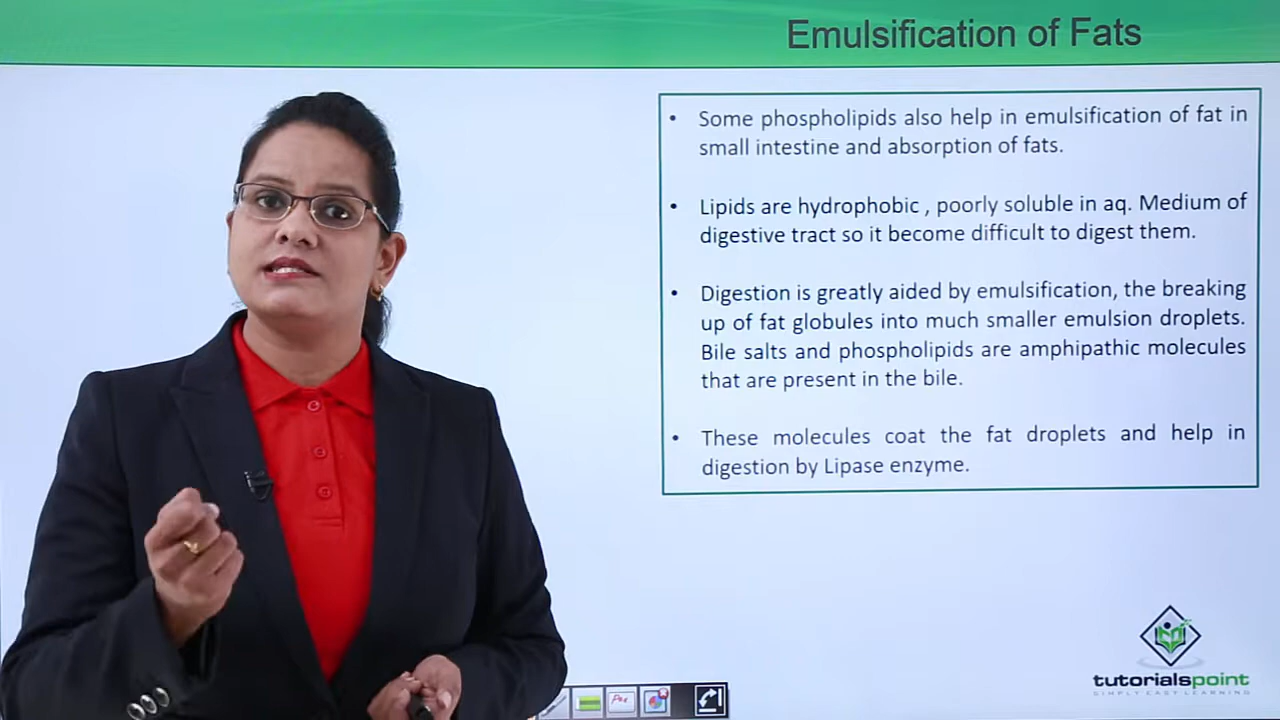 Emulsification of Fats
• Some phospholipids also help in emulsification of fat in
small intestine and absorption of fats.
• Lipids are hydrophobic , poorly soluble in aq. Medium of
digestive tract so it become difficult to digest them.
• Digestion is greatly aided by emulsification, the breaking
up of fat globules into much smaller emulsion droplets.
Bile salts and phospholipids are amphipathic molecules
that are present in the bile.
• These molecules coat the fat droplets and help in
digestion by Lipase enzyme.
tutorialspoint
SIMPLY EASY LEARNING
Pen